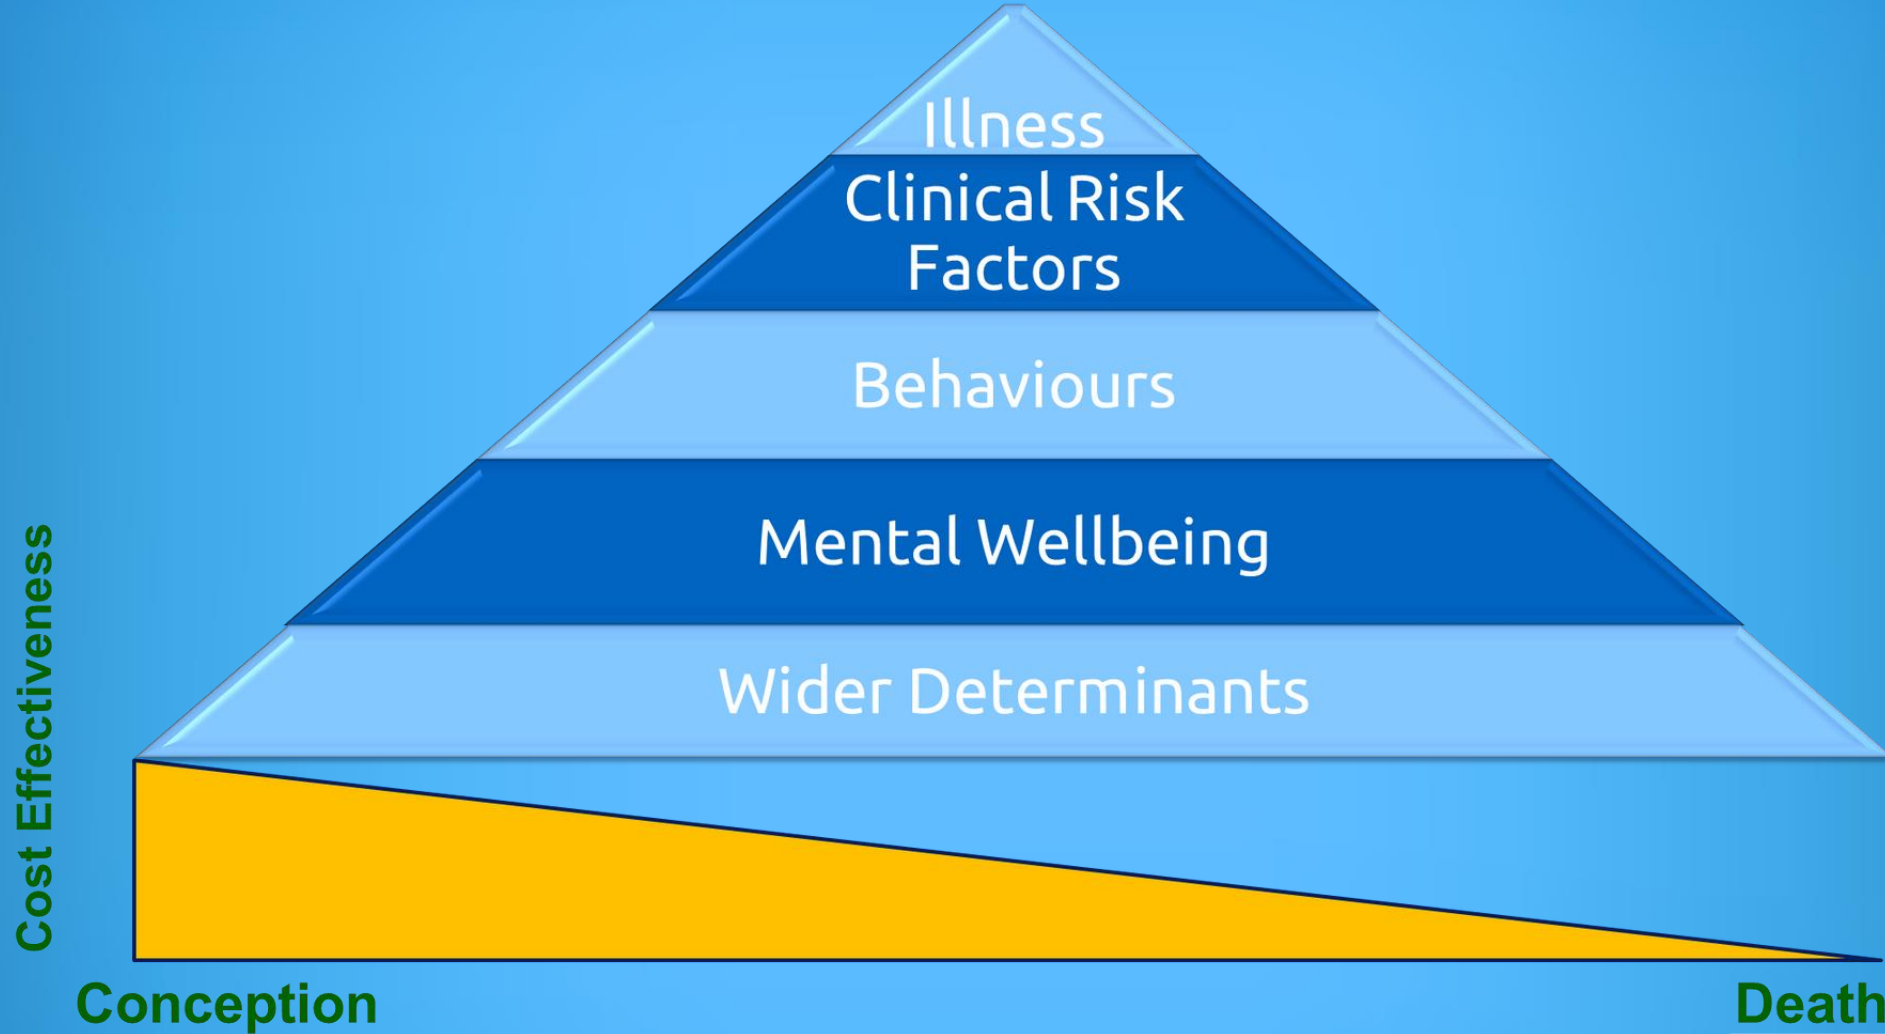 Illness
Clinical Risk
Factors
Behaviours
Mental Wellbeing
Wider Determinants
Cost Effectiveness
Conception
Death